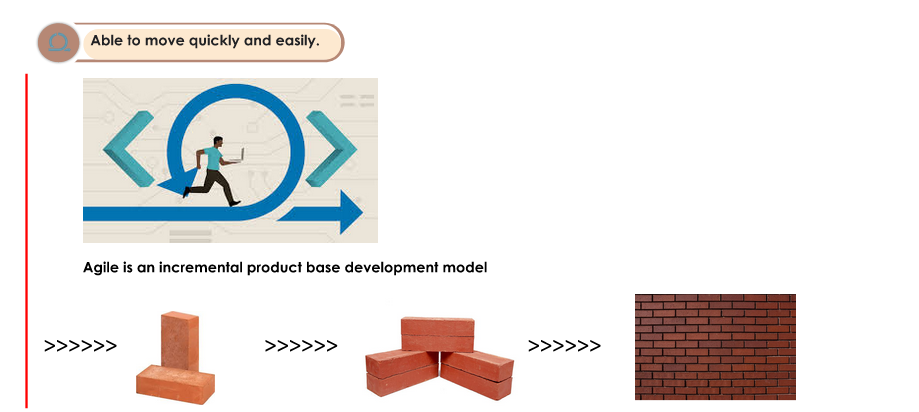 Able to move quickly and easily.
Agile is an incremental product base development model
>>>>>> >>>>>> >>>>>>